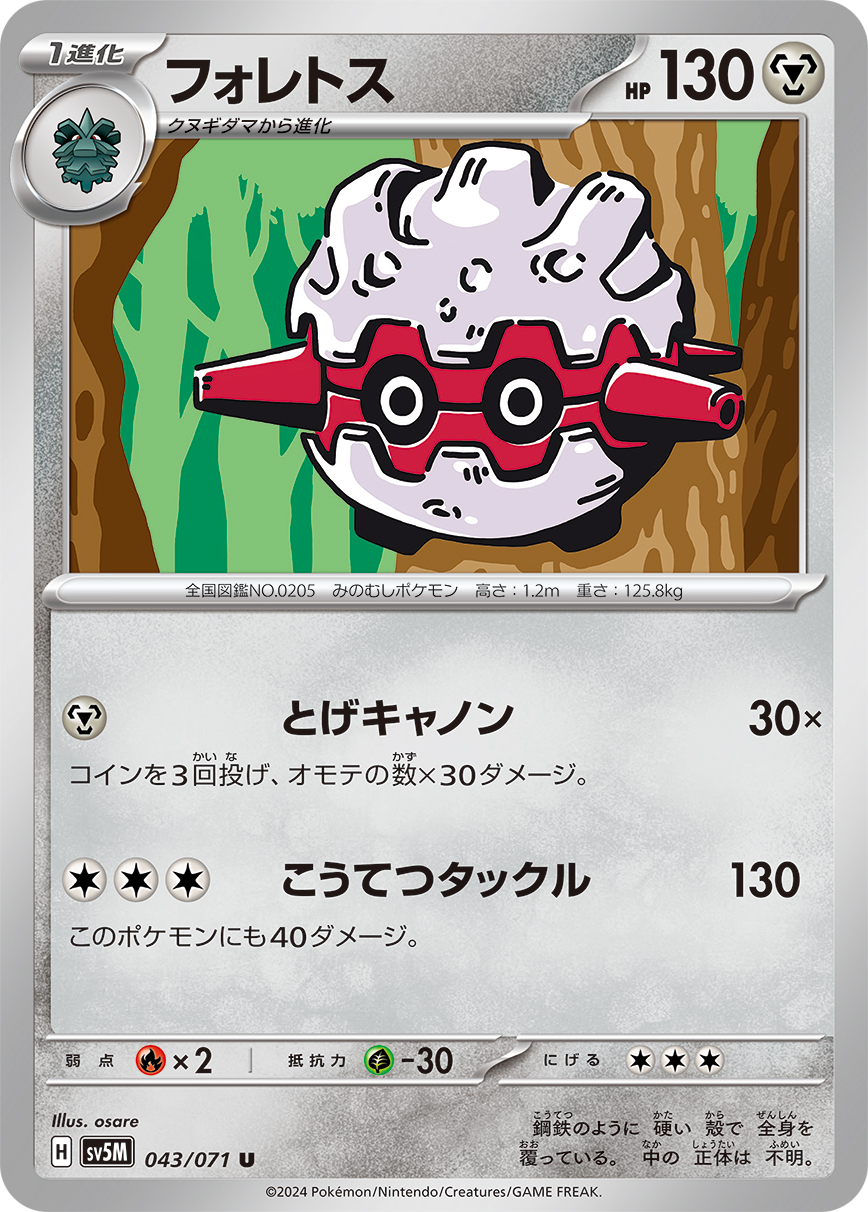 1進化
フォレトス
HP 130
クヌギダマから進化
全国図鑑NO.0205 みのむしポケモン 高さ:1.2m 重さ:125.8kg
とげキャノン 30×
コインを3回投げ、オモテの数×30ダメージ。
こうてつタックル 130
このポケモンにも40ダメージ。
弱点 ×2 抵抗力 -30 にげる
Illus. osare
鋼鉄のように 硬い 殻で 全身を
覆っている。 中の 正体は 不明。
H sv5M 043/071 U
©2024 Pokémon/Nintendo/Creatures/GAME FREAK.